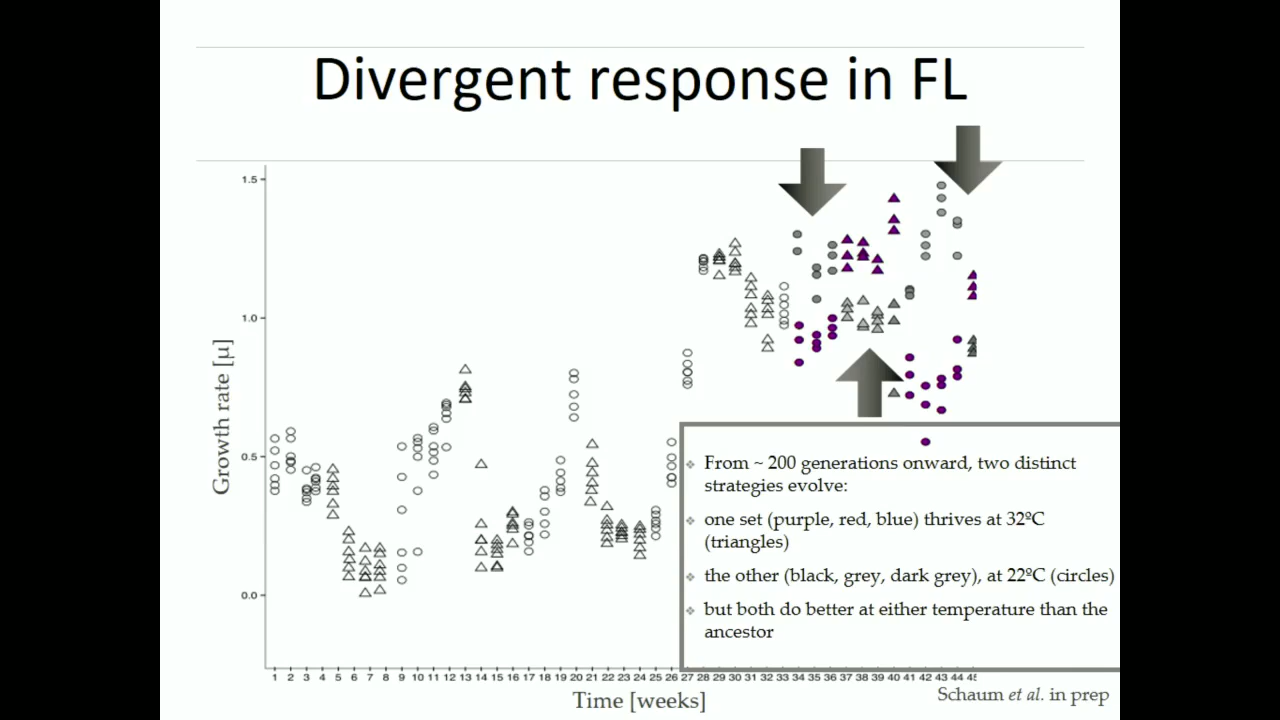 Divergent response in FL
1.5
1.0
0.5
0.0
Growth rate [μ]
❖ From ~ 200 generations onward, two distinct
strategies evolve:
❖ one set (purple, red, blue) thrives at 32ºC
(triangles)
❖ the other (black, grey, dark grey), at 22ºC (circles)
❖ but both do better at either temperature than the
ancestor
1 2 3 4 5 6 7 8 9 10 11 12 13 14 15 16 17 18 19 20 21 22 23 24 25 26 27 28 29 30 31 32 33 34 35 36 37 38 39 40 41 42 43 44 45
Time [weeks]
Schaum et al. in prep